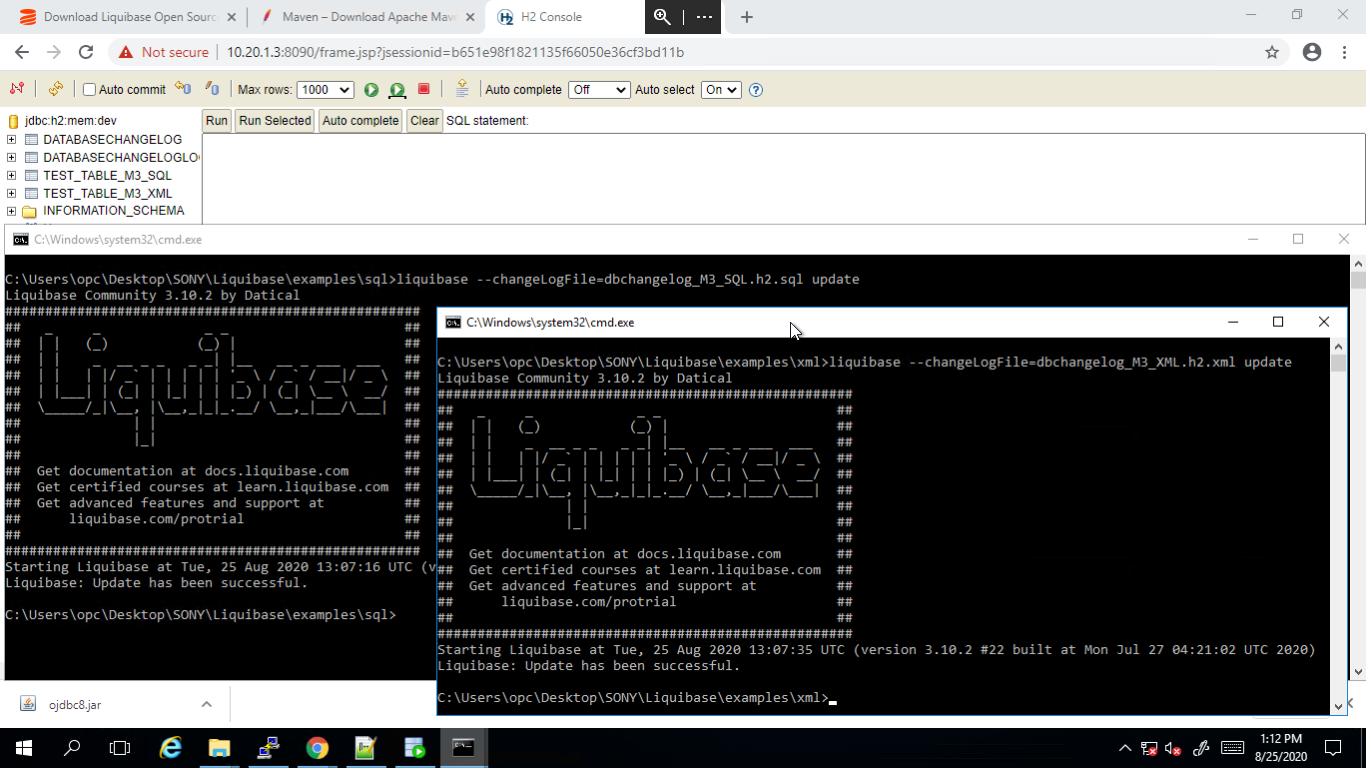 Download Liquibase Open Sourc
Maven – Download Apache Mav
H2 Console
Not secure
10.20.1.3:8090/frame.jsp?jsessionid=b651e98f1821135f66050e36cf3bd11b
Auto commit
Max rows:
1000
Auto complete
Off
Auto select
On
jdbc:h2:mem:dev
Run
Run Selected
Auto complete
Clear
SQL statement:
DATABASECHANGELOG
DATABASECHANGELOGLO
TEST_TABLE_M3_SQL
TEST_TABLE_M3_XML
INFORMATION_SCHEMA
C:\Windows\system32\cmd.exe
C:\Users\opc\Desktop\SONY\Liquibase\examples\sql>liquibase --changeLogFile=dbchangelog_M3_SQL.h2.sql update
Liquibase Community 3.10.2 by Datical
####################################################
Liquibase
## Get documentation at docs.liquibase.com ##
## Get certified courses at learn.liquibase.com ##
## Get advanced features and support at ##
## liquibase.com/protrial ##
## ##
####################################################
Starting Liquibase at Tue, 25 Aug 2020 13:07:16 UTC (v
Liquibase: Update has been successful.
C:\Users\opc\Desktop\SONY\Liquibase\examples\sql>
C:\Windows\system32\cmd.exe
C:\Users\opc\Desktop\SONY\Liquibase\examples\xml>liquibase --changeLogFile=dbchangelog_M3_XML.h2.xml update
Liquibase Community 3.10.2 by Datical
####################################################
Liquibase
## Get documentation at docs.liquibase.com ##
## Get certified courses at learn.liquibase.com ##
## Get advanced features and support at ##
## liquibase.com/protrial ##
## ##
####################################################
Starting Liquibase at Tue, 25 Aug 2020 13:07:35 UTC (version 3.10.2 #22 built at Mon Jul 27 04:21:02 UTC 2020)
Liquibase: Update has been successful.
C:\Users\opc\Desktop\SONY\Liquibase\examples\xml>
ojdbc8.jar
1:12 PM
8/25/2020